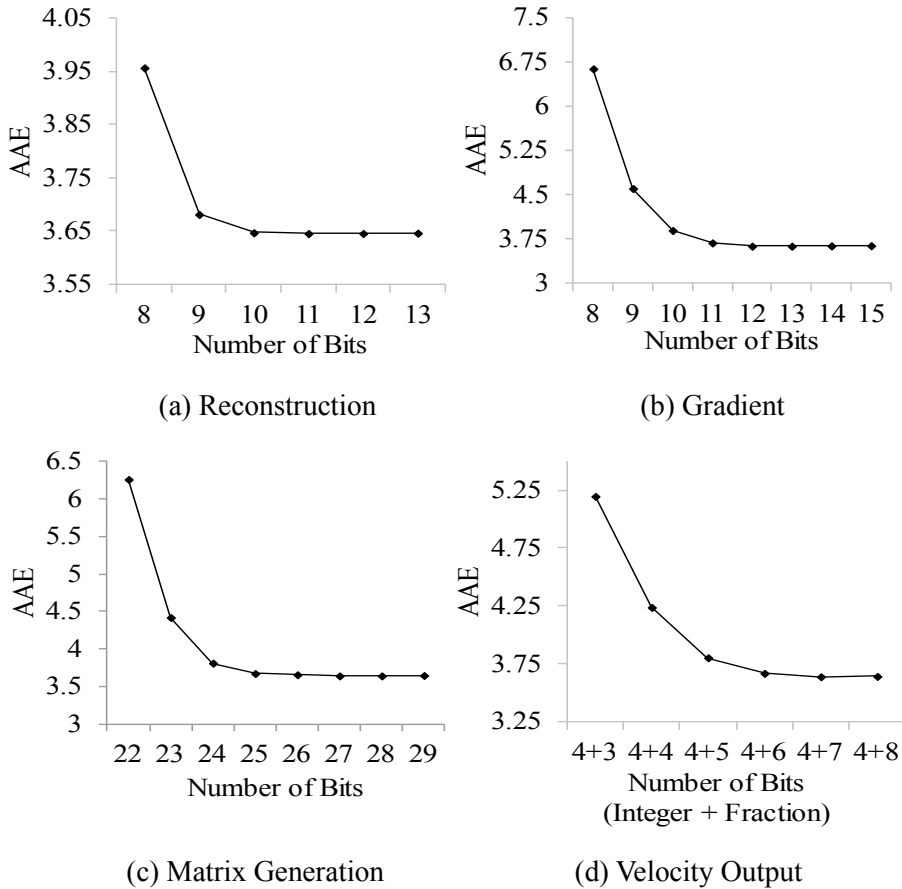 4.05
3.95
3.85
3.75
3.65
3.55
AAE
8 9 10 11 12 13
Number of Bits
(a) Reconstruction
7.5
6.75
6
5.25
4.5
3.75
3
AAE
8 9 10 11 12 13 14 15
Number of Bits
(b) Gradient
6.5
6
5.5
5
4.5
4
3.5
3
AAE
22 23 24 25 26 27 28 29
Number of Bits
(c) Matrix Generation
5.25
4.75
4.25
3.75
3.25
AAE
4+3 4+4 4+5 4+6 4+7 4+8
Number of Bits
(Integer + Fraction)
(d) Velocity Output